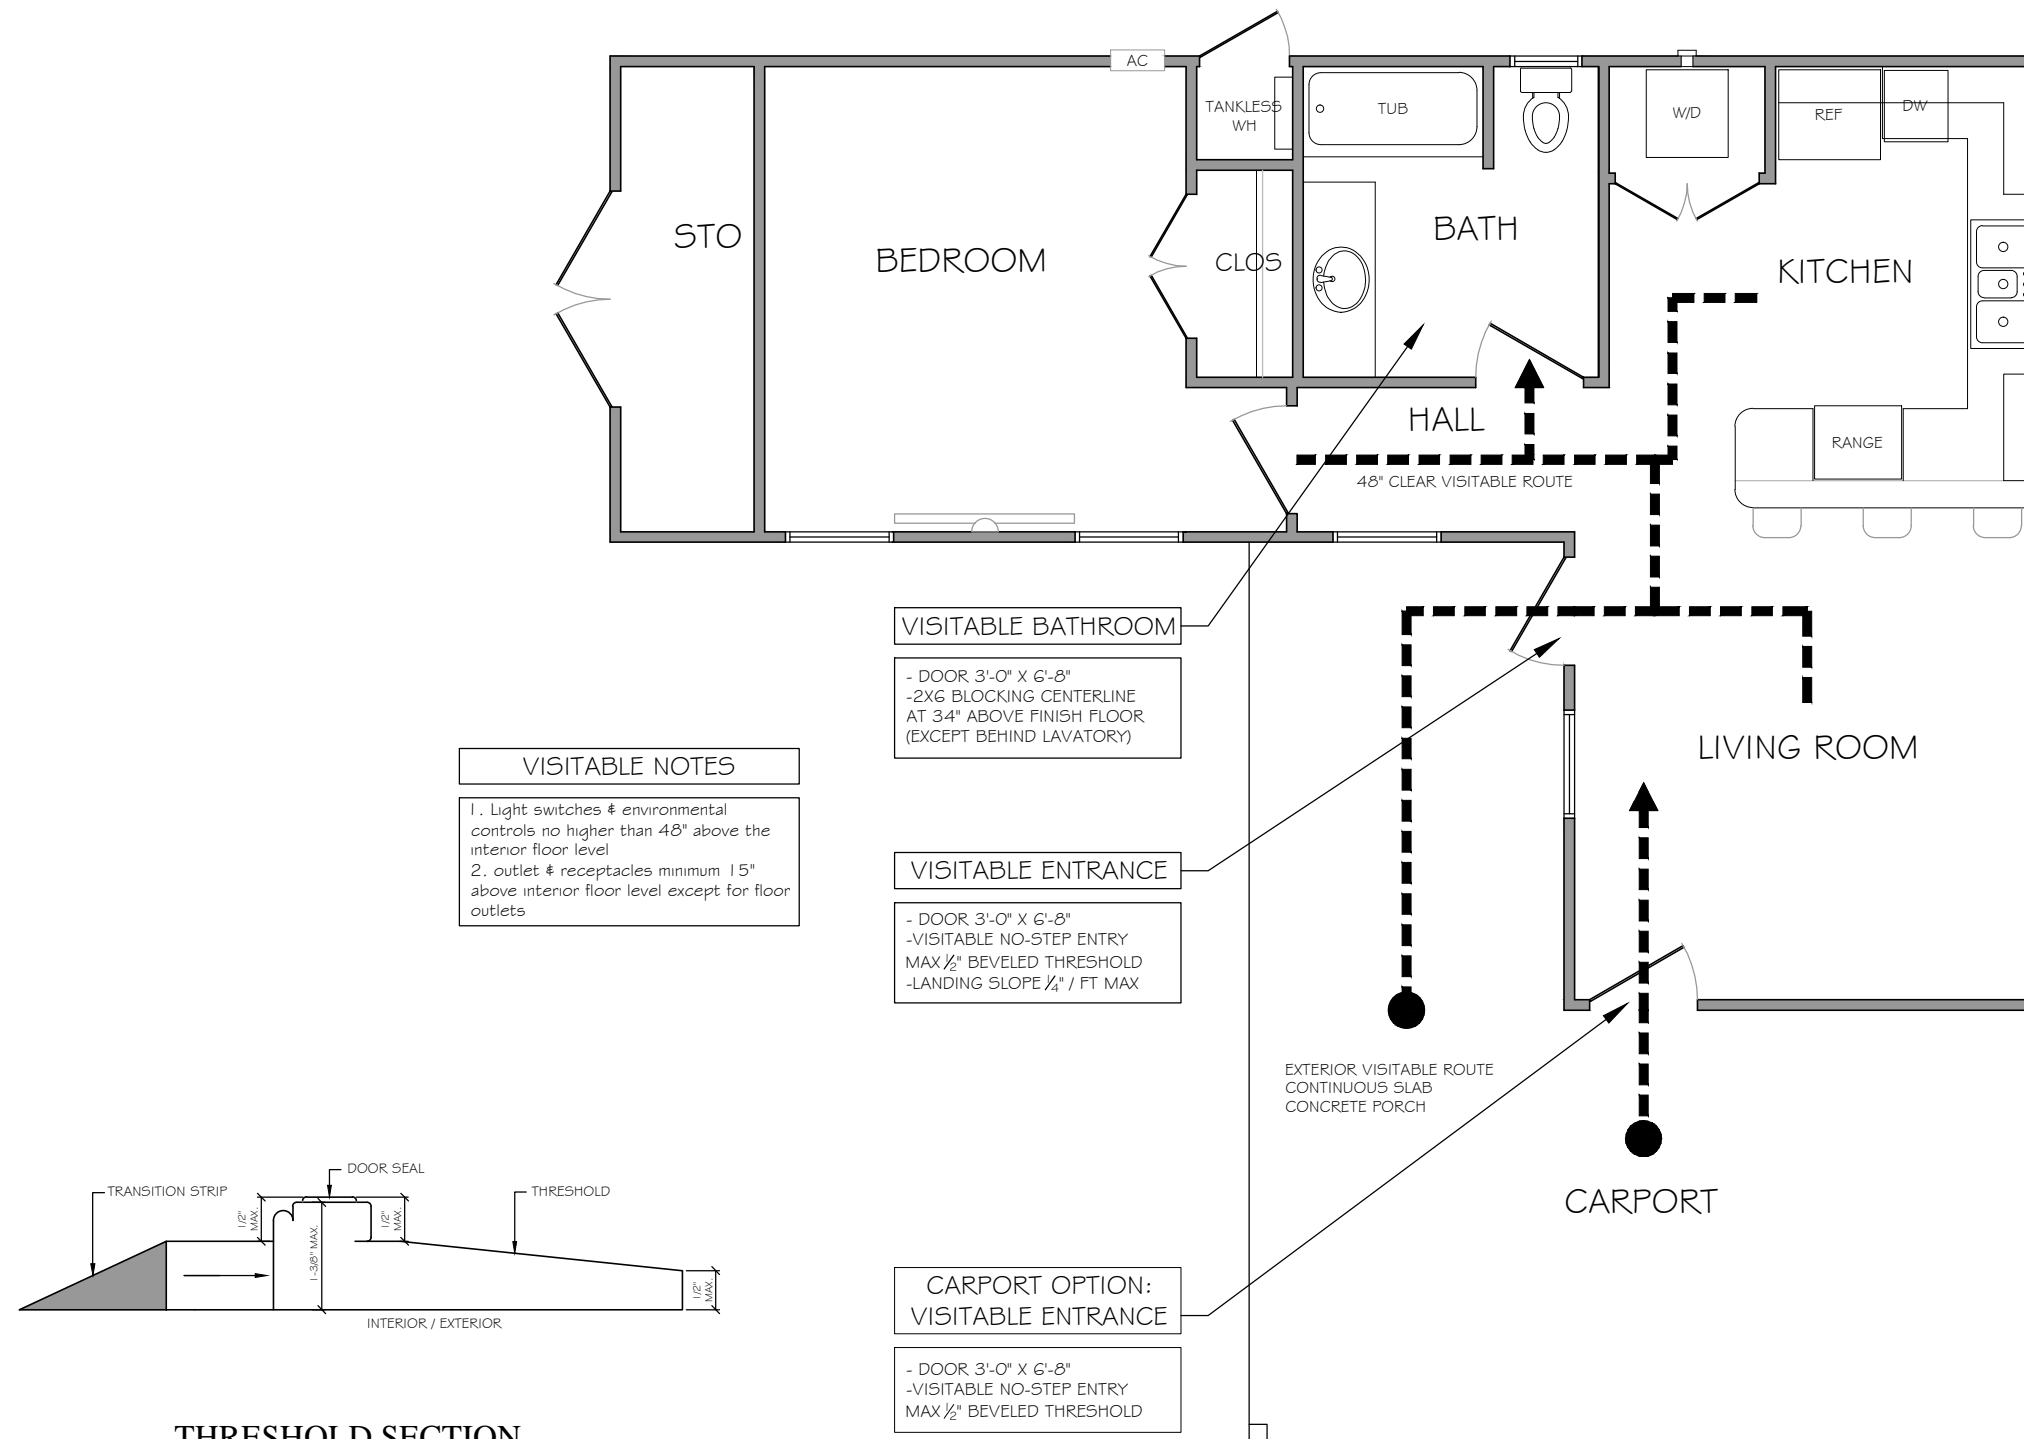 AC
TANKLESS
WH
TUB
W/D
REF
DW
STO
BEDROOM
CLOS
BATH
KITCHEN
HALL
RANGE
48" CLEAR VISITABLE ROUTE
VISITABLE BATHROOM
- DOOR 3'-0" X 6'-8"
-2X6 BLOCKING CENTERLINE
AT 34" ABOVE FINISH FLOOR
(EXCEPT BEHIND LAVATORY)
LIVING ROOM
VISITABLE NOTES
1. Light switches & environmental
controls no higher than 48" above the
interior floor level
2. outlet & receptacles minimum 15"
above interior floor level except for floor
outlets
VISITABLE ENTRANCE
- DOOR 3'-0" X 6'-8"
-VISITABLE NO-STEP ENTRY
MAX ½" BEVELED THRESHOLD
-LANDING SLOPE ¼" / FT MAX
EXTERIOR VISITABLE ROUTE
CONTINUOUS SLAB
CONCRETE PORCH
CARPORT
DOOR SEAL
TRANSITION STRIP
THRESHOLD
1/2"
MAX.
1/2"
MAX.
1-3/8" MAX.
1/2"
MAX.
INTERIOR / EXTERIOR
CARPORT OPTION:
VISITABLE ENTRANCE
- DOOR 3'-0" X 6'-8"
-VISITABLE NO-STEP ENTRY
MAX ½" BEVELED THRESHOLD
THRESHOLD SECTION